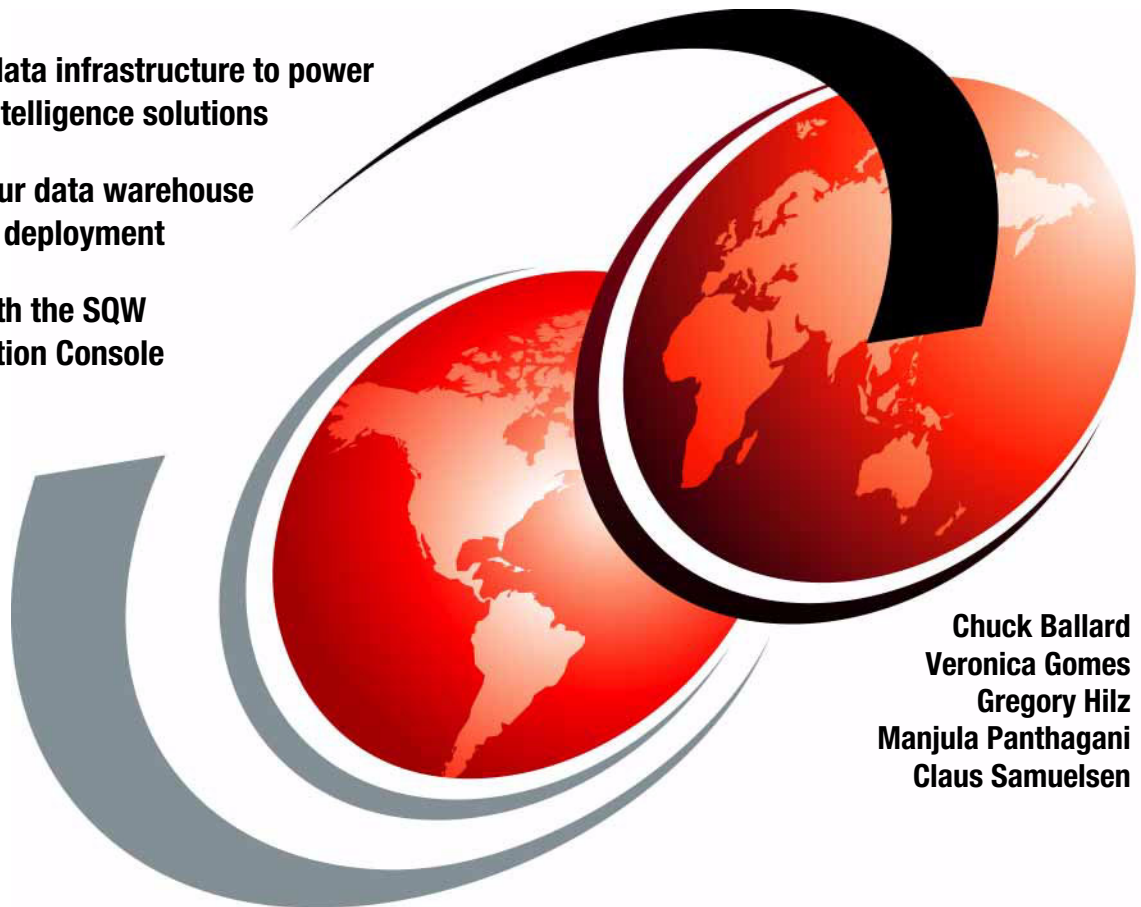 data infrastructure to power
telligence solutions
ur data warehouse
deployment
th the SQW
tion Console
Chuck Ballard
Veronica Gomes
Gregory Hilz
Manjula Panthagani
Claus Samuelsen